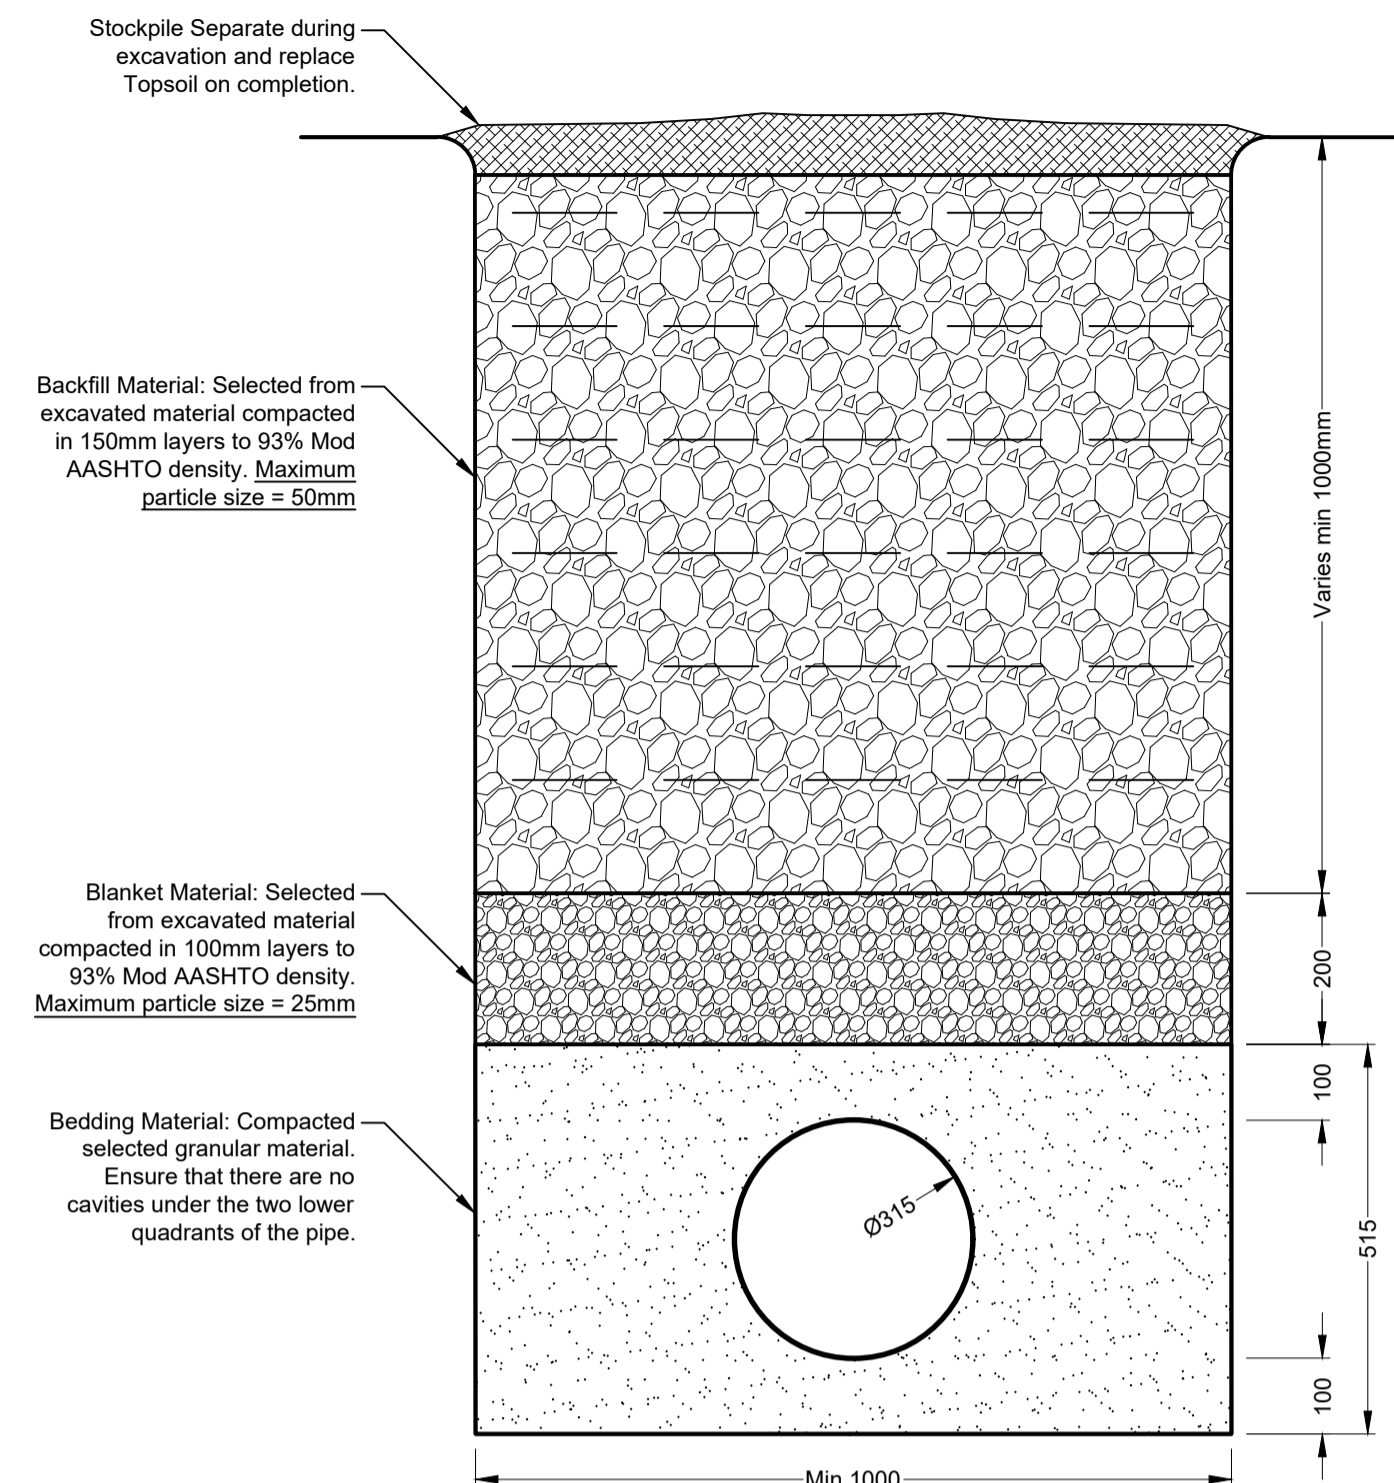 Stockpile Separate during
excavation and replace
Topsoil on completion.
Backfill Material: Selected from
excavated material compacted
in 150mm layers to 93% Mod
AASHTO density. Maximum
particle size = 50mm
Varies min 1000mm
Blanket Material: Selected
from excavated material
compacted in 100mm layers to
93% Mod AASHTO density.
Maximum particle size = 25mm
200
100
Bedding Material: Compacted
selected granular material.
Ensure that there are no
cavities under the two lower
quadrants of the pipe.
Ø315
515
100
Min 1000